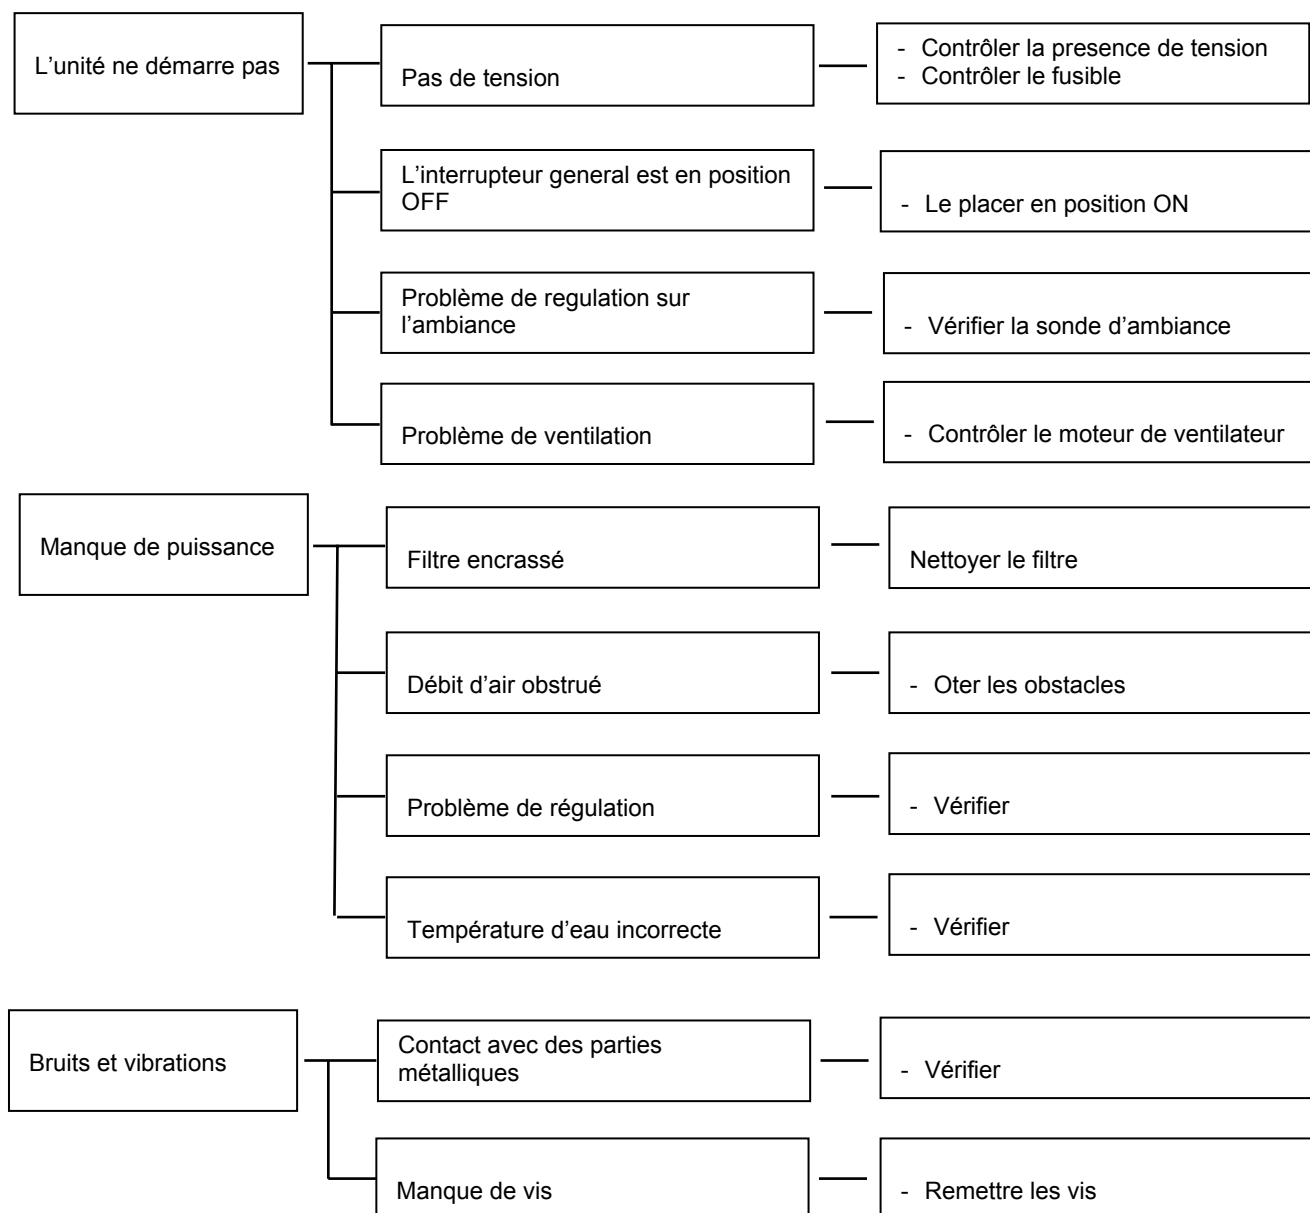 L'unité ne démarre pas
Pas de tension
- Contrôler la presence de tension
- Contrôler le fusible
L'interrupteur general est en position
OFF
- Le placer en position ON
Problème de regulation sur
l'ambiance
- Vérifier la sonde d'ambiance
Problème de ventilation
- Contrôler le moteur de ventilateur
Manque de puissance
Filtre encrassé
Nettoyer le filtre
Débit d'air obstrué
- Oter les obstacles
Problème de régulation
- Vérifier
Température d'eau incorrecte
- Vérifier
Bruits et vibrations
Contact avec des parties
métalliques
- Vérifier
Manque de vis
- Remettre les vis